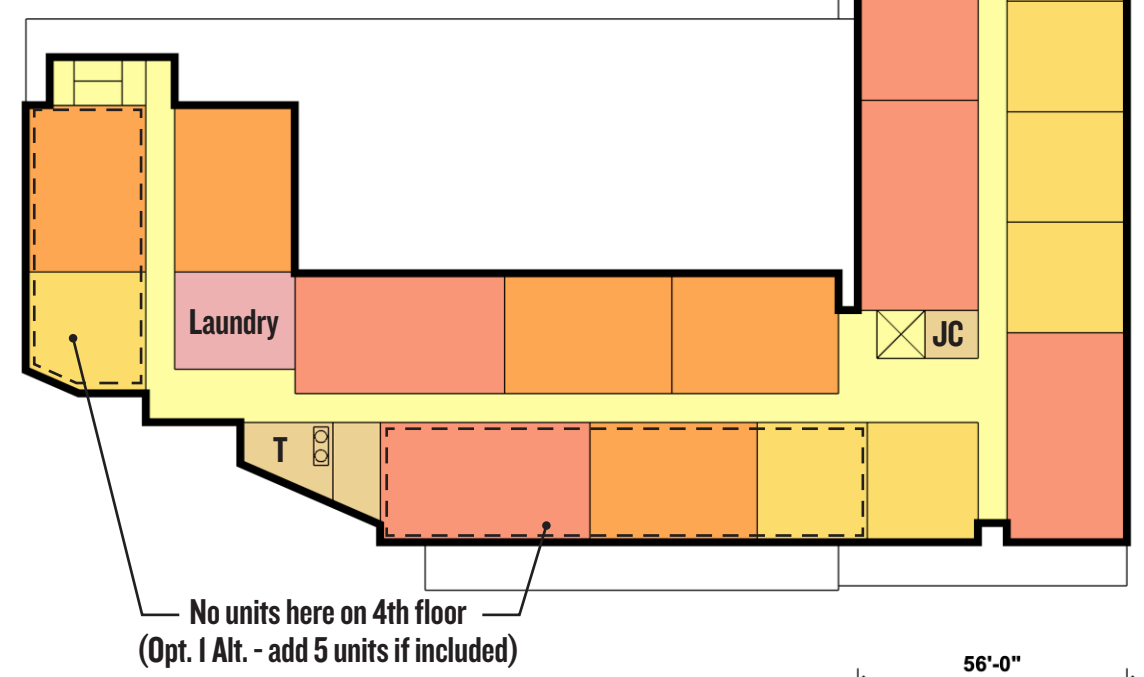 Laundry
JC
T
No units here on 4th floor
(Opt. 1 Alt. - add 5 units if included)
56'-0"